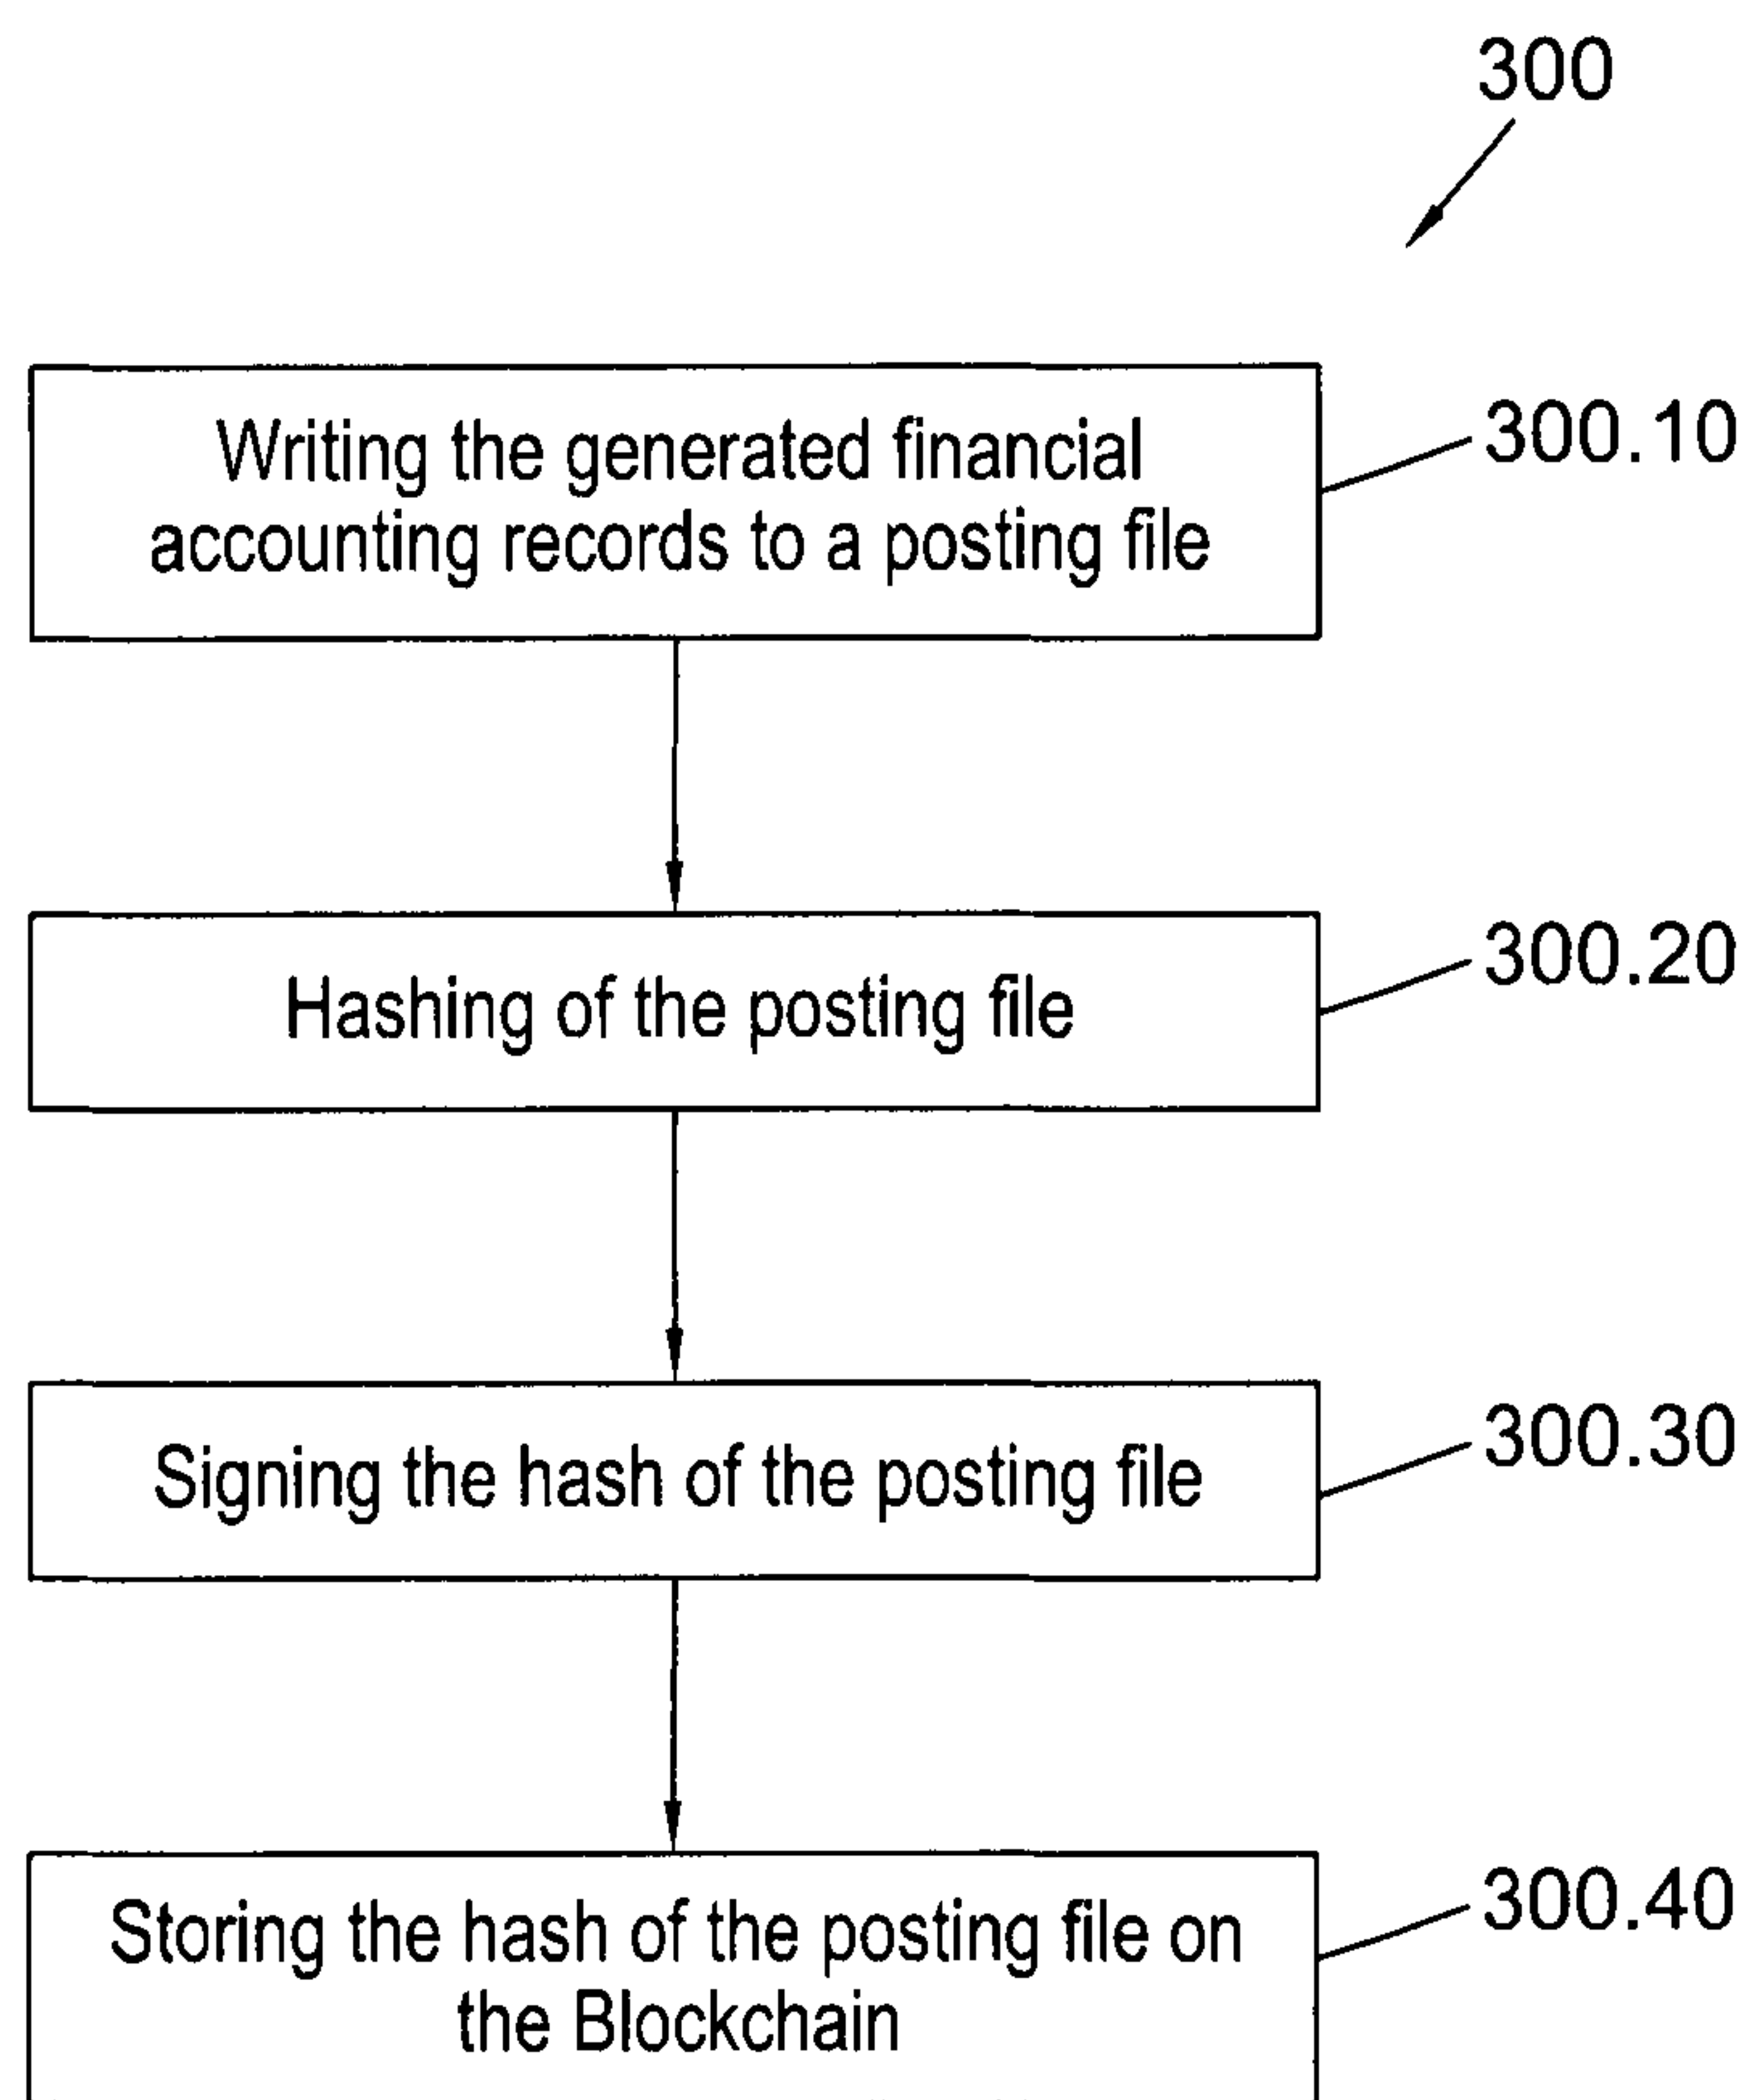 300
Writing the generated financial
accounting records to a posting file
300.10
Hashing of the posting file
300.20
Signing the hash of the posting file
300.30
Storing the hash of the posting file on
the Blockchain
300.40